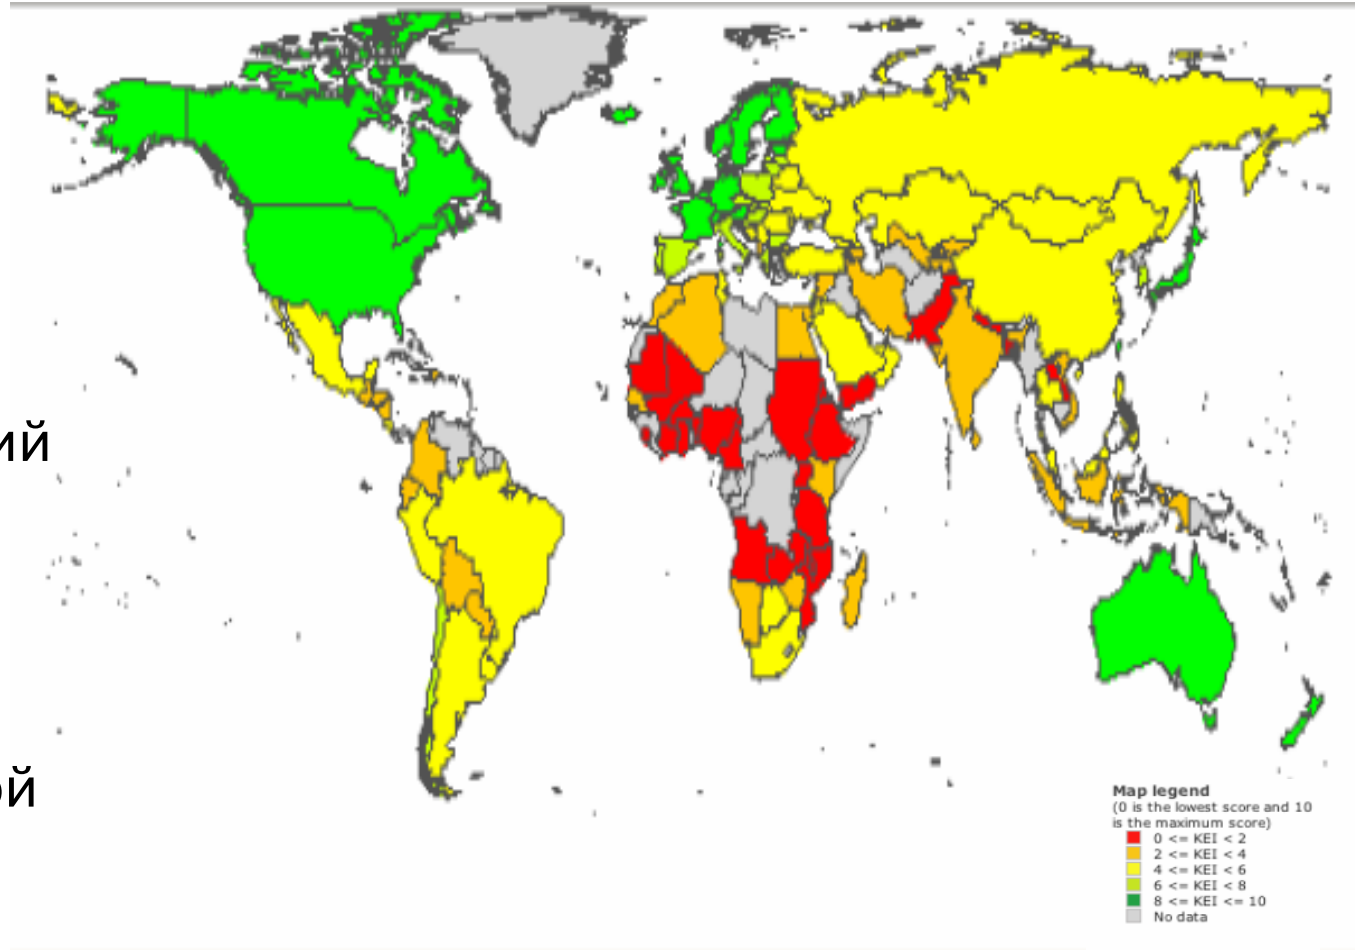 ий
ой
Map legend
(0 is the lowest score and 10
is the maximum score)
0 <= KEI < 2
2 <= KEI < 4
4 <= KEI < 6
6 <= KEI < 8
8 <= KEI <= 10
No data